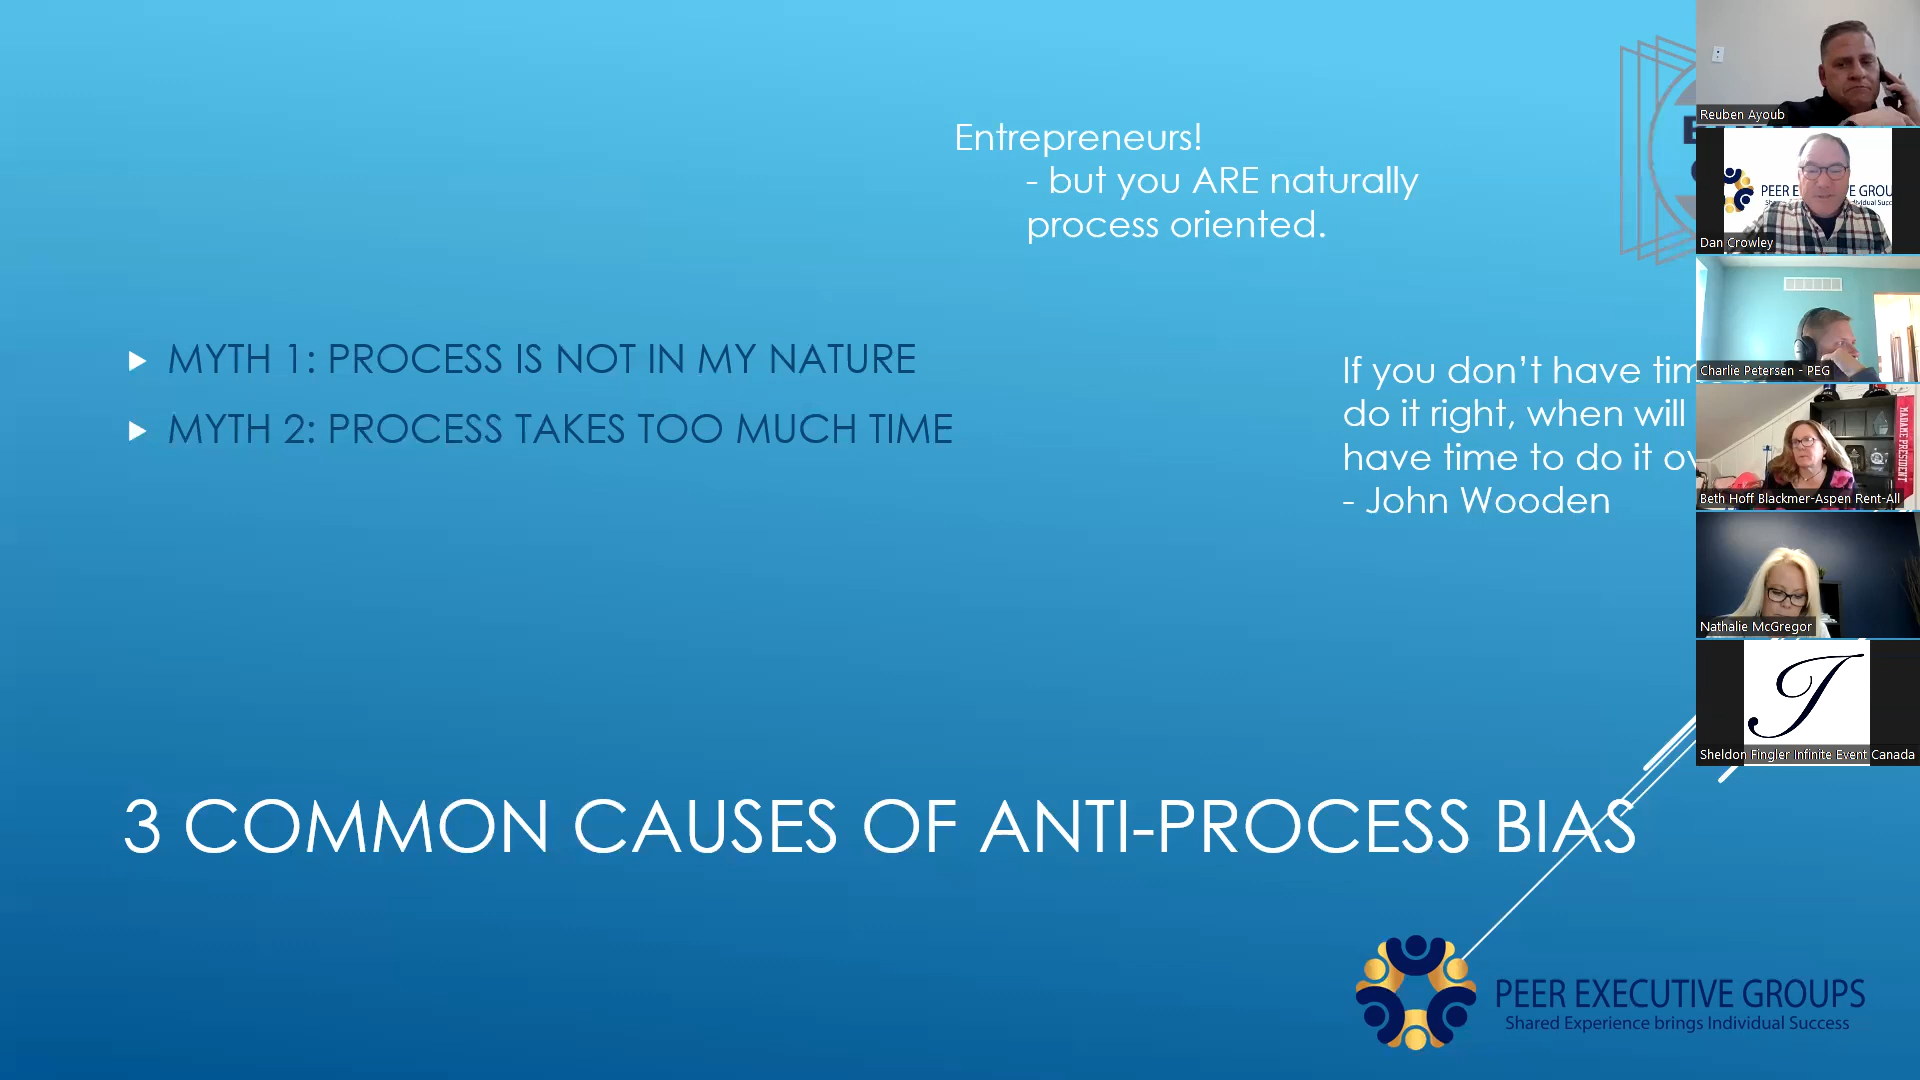 Entrepreneurs!
- but you ARE naturally
process oriented.
MYTH 1: PROCESS IS NOT IN MY NATURE
MYTH 2: PROCESS TAKES TOO MUCH TIME
If you don’t have
do it right, when will
have time to do it
- John Wooden
3 COMMON CAUSES OF ANTI-PROCESS BIAS
PEER EXECUTIVE GROUPS
Shared Experience brings Individual Success
Reuben Ayoub
PEER
Dan Crowley
Charlie Petersen - PEG
MADAME PRESIDENT
Beth Hoff Blackmer-Aspen Rent-All
Nathalie McGregor
I
Sheldon Fingler Infinite Event Canada